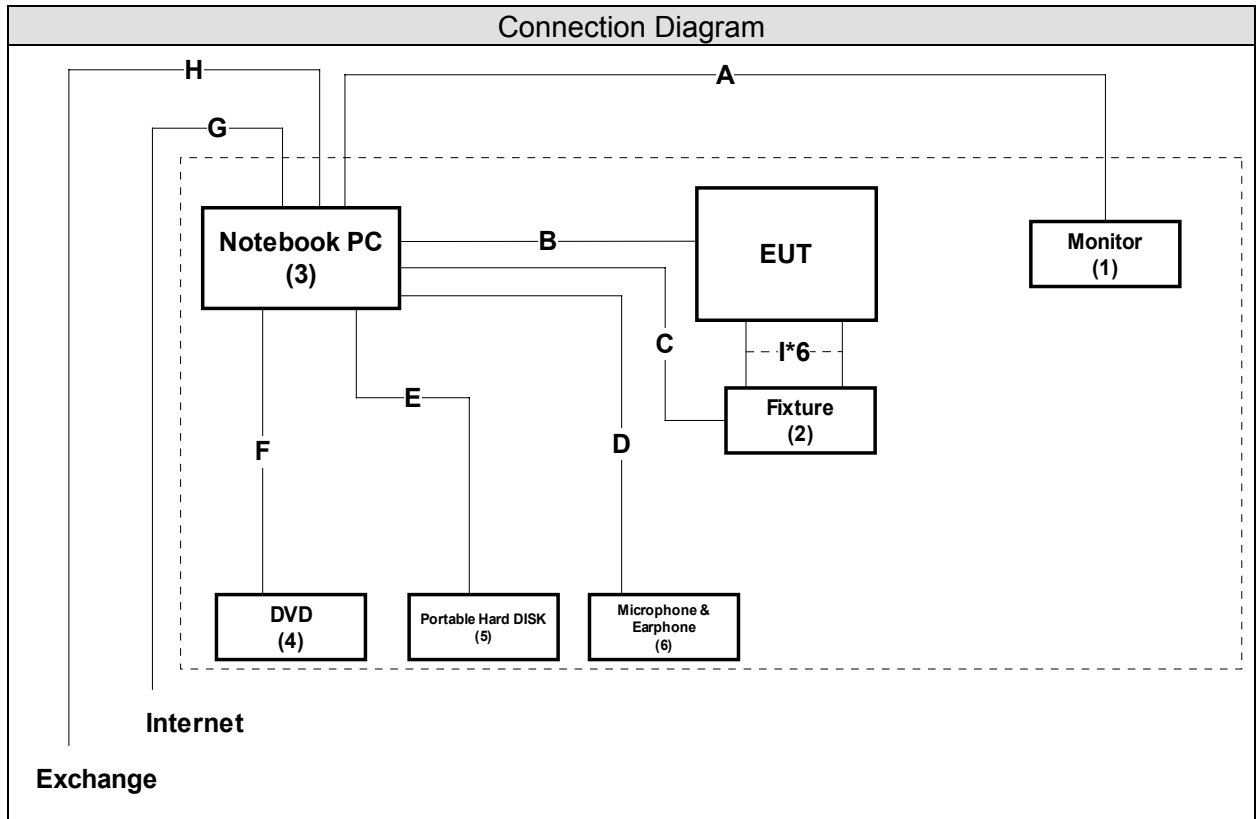 Connection Diagram
H
A
G
Notebook PC
(3)
B
EUT
Monitor
(1)
C
I*6
Fixture
(2)
E
F
D
DVD
(4)
Portable Hard DISK
(5)
Microphone &
Earphone
(6)
Internet
Exchange